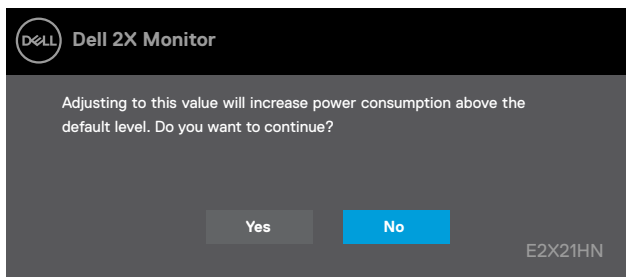 DELL Dell 2X Monitor
Adjusting to this value will increase power consumption above the
default level. Do you want to continue?
Yes No
E2X21HN